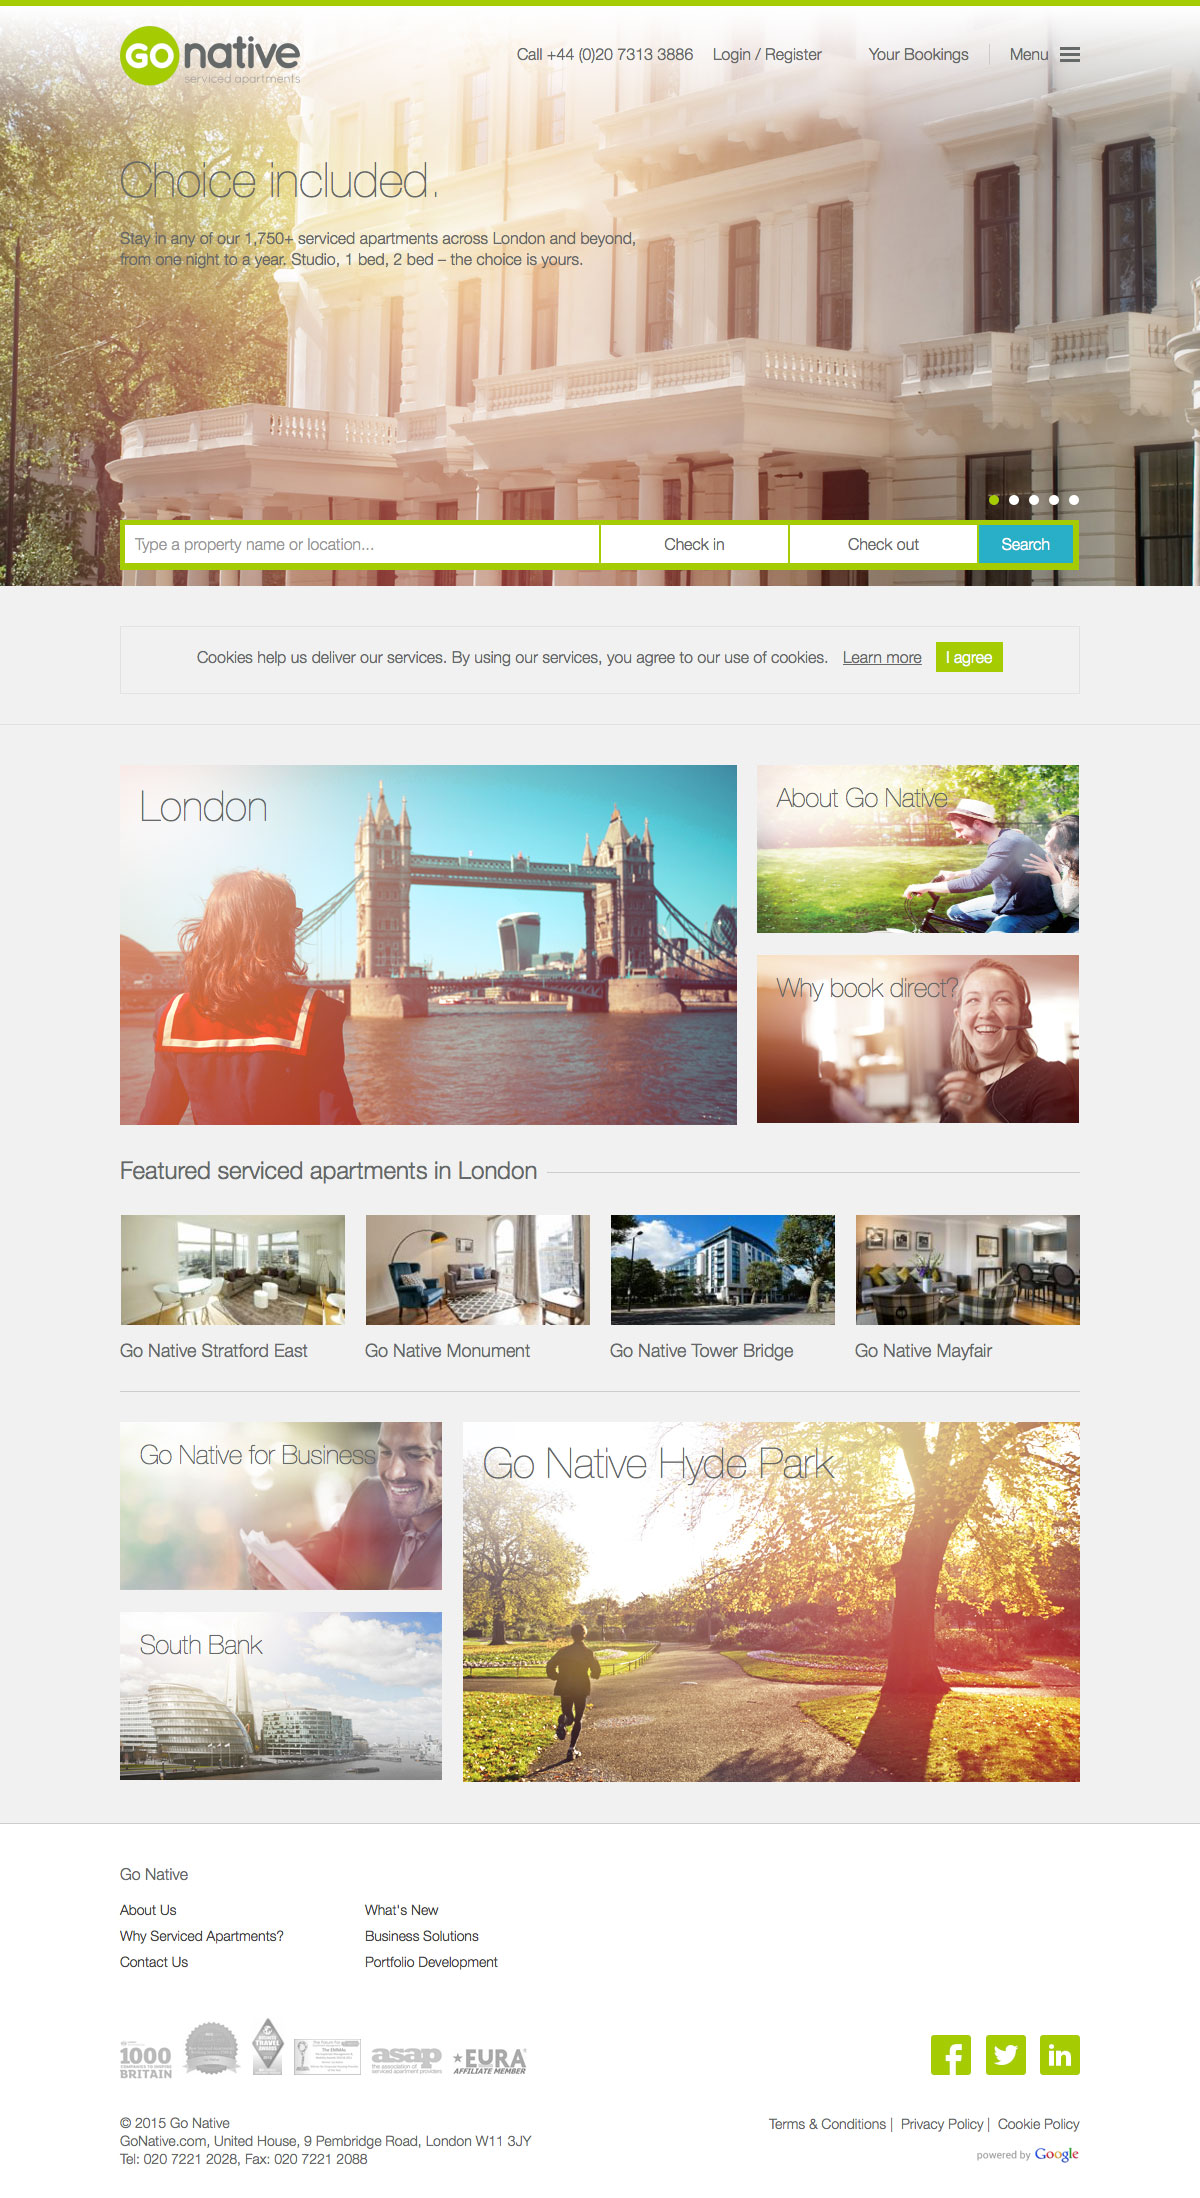 GO native
serviced apartments
Call +44 (0)20 7313 3886 Login / Register Your Bookings Menu
Choice included.
Stay in any of our 1,750+ serviced apartments across London and beyond,
from one night to a year. Studio, 1 bed, 2 bed – the choice is yours.
Type a property name or location... Check in Check out Search
Cookies help us deliver our services. By using our services, you agree to our use of cookies. Learn more I agree
London
About Go Native
Why book direct?
Featured serviced apartments in London
Go Native Stratford East
Go Native Monument
Go Native Tower Bridge
Go Native Mayfair
Go Native for Business
Go Native Hyde Park
South Bank
Go Native
About Us
Why Serviced Apartments?
Contact Us
What's New
Business Solutions
Portfolio Development
1000
BRITAIN
TRAVEL
asap
the association of
serviced apartment providers
EURA
AFFILIATE MEMBER
© 2015 Go Native
GoNative.com, United House, 9 Pembridge Road, London W11 3JY
Tel: 020 7221 2028, Fax: 020 7221 2088
Terms & Conditions | Privacy Policy | Cookie Policy
powered by Google